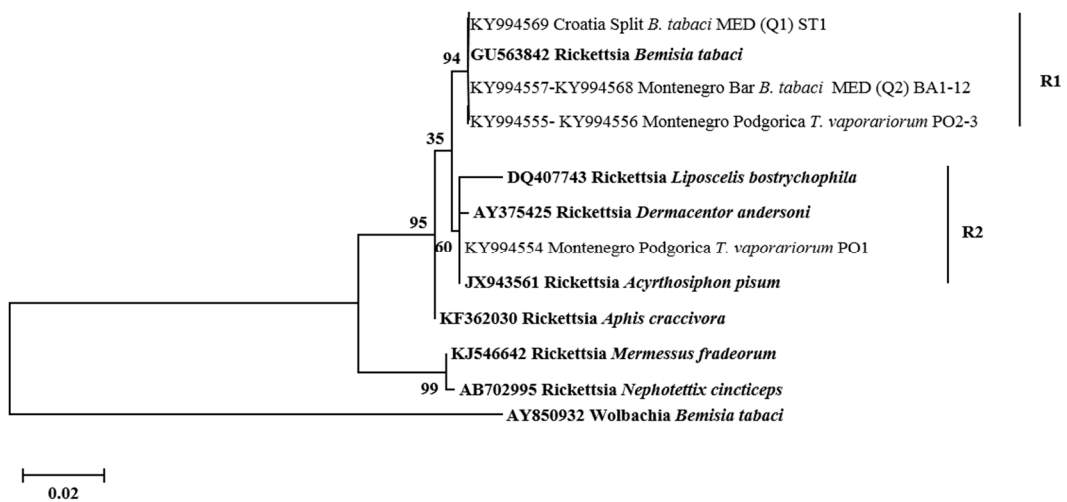 KY994569 Croatia Split B. tabaci MED (Q1) ST1
94
GU563842 Rickettsia Bemisia tabaci
R1
KY994557-KY994568 Montenegro Bar B. tabaci MED (Q2) BA1-12
KY994555- KY994556 Montenegro Podgorica T. vaporariorum PO2-3
35
DQ407743 Rickettsia Liposcelis bostrychophila
AY375425 Rickettsia Dermacentor andersoni
95
R2
60
KY994554 Montenegro Podgorica T. vaporariorum PO1
JX943561 Rickettsia Acyrthosiphon pisum
KF362030 Rickettsia Aphis craccivora
KJ546642 Rickettsia Mermessus fradeorum
99
AB702995 Rickettsia Nephotettix cincticeps
AY850932 Wolbachia Bemisia tabaci
0.02